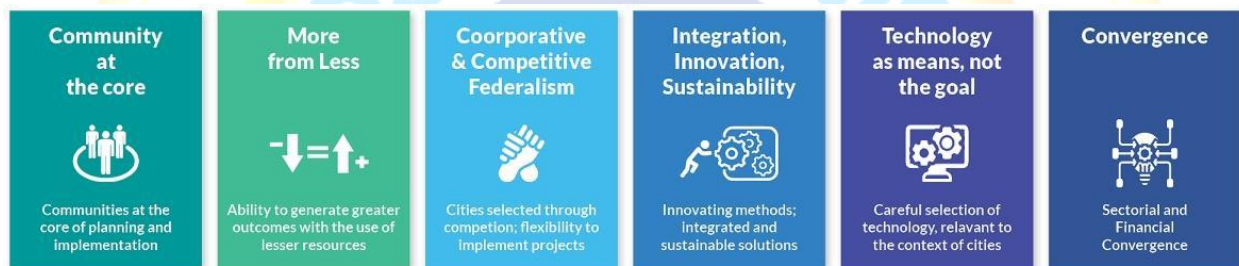 Community
at
the core
Communities at the
core of planning and
implementation
More
from Less
Ability to generate greater
outcomes with the use of
lesser resources
Coorporative
& Competitive
Federalism
Cities selected through
competion; flexibility to
implement projects
Integration,
Innovation,
Sustainability
Innovating methods;
integrated and
sustainable solutions
Technology
as means, not
the goal
Careful selection of
technology, relavant to
the context of cities
Convergence
Sectorial and
Financial
Convergence